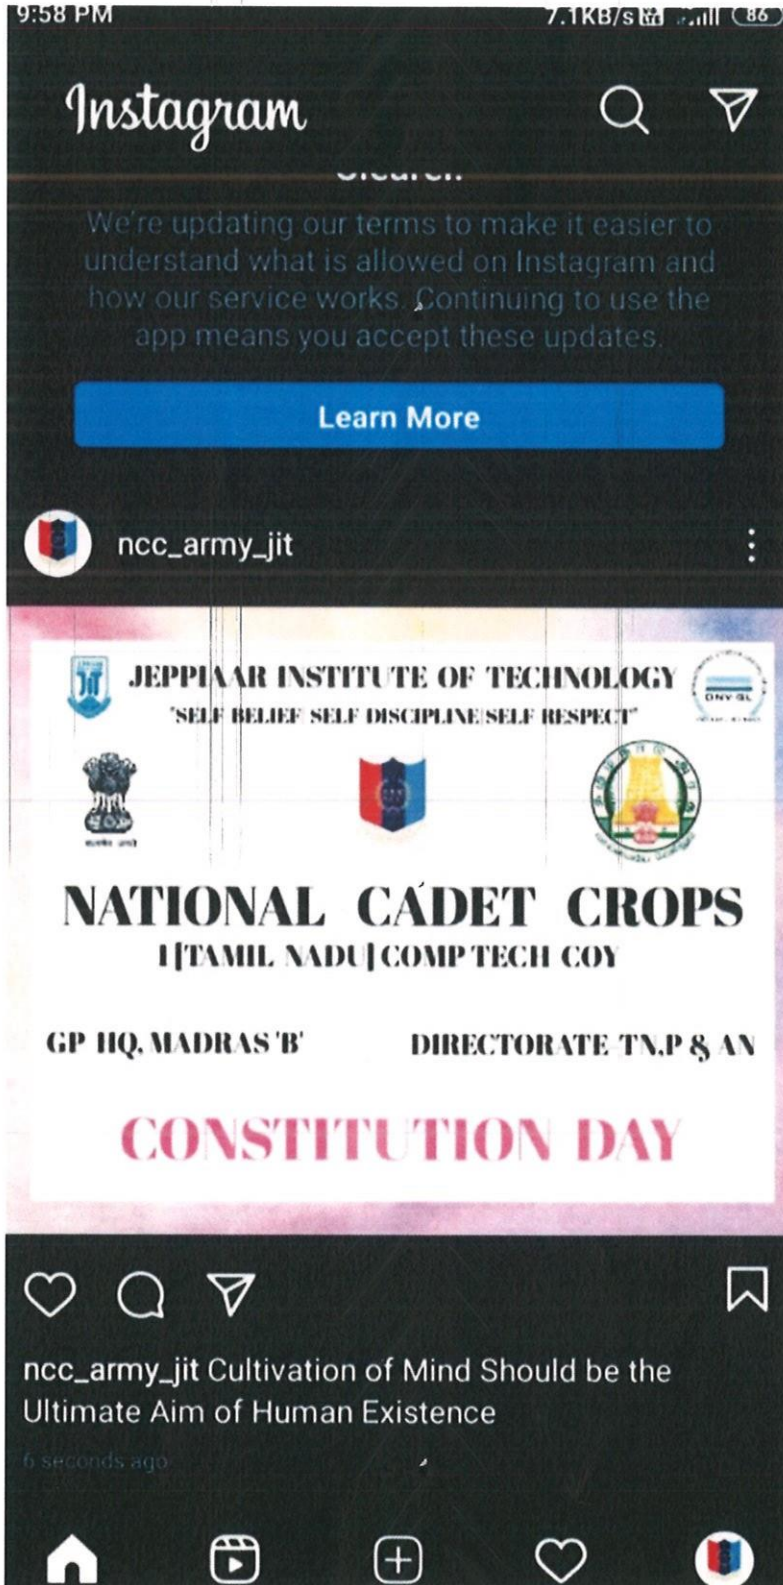 9:58 PM 7.1KB/s 86
Instagram
We're updating our terms to make it easier to
understand what is allowed on Instagram and
how our service works. Continuing to use the
app means you accept these updates.
Learn More
ncc_army_jit
JEPPIAAR INSTITUTE OF TECHNOLOGY
"SELF BELIEF|SELF DISCIPLINE|SELF RESPECT"
JIT
DNV·GL
NATIONAL CADET CROPS
1|TAMIL NADU|COMP TECH COY
GP HQ, MADRAS 'B' DIRECTORATE TN,P & AN
CONSTITUTION DAY
ncc_army_jit Cultivation of Mind Should be the
Ultimate Aim of Human Existence
6 seconds ago